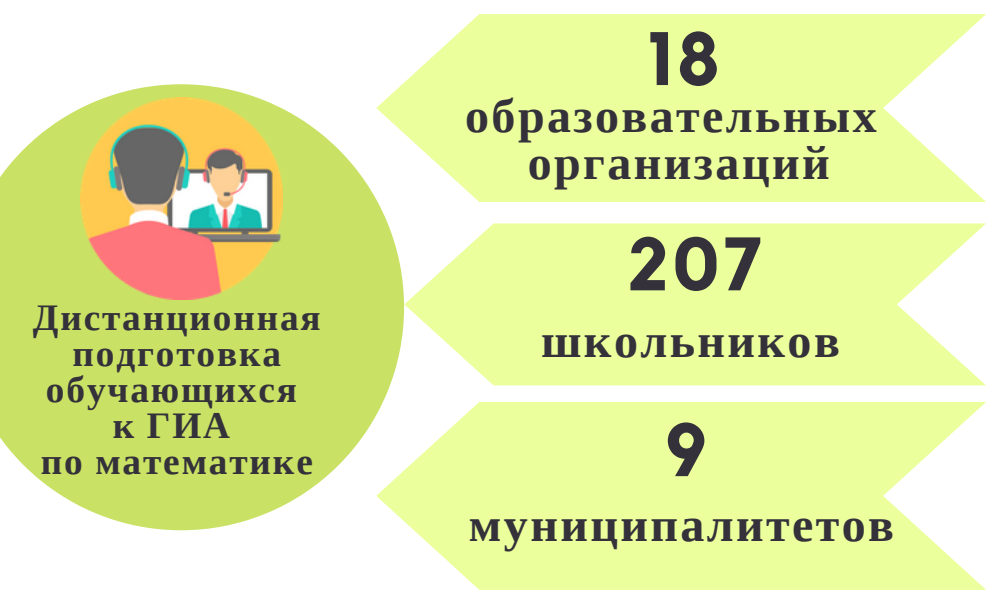 Дистанционная
подготовка
обучающихся
к ГИА
по математике
18
образовательных
организаций
207
школьников
9
муниципалитетов